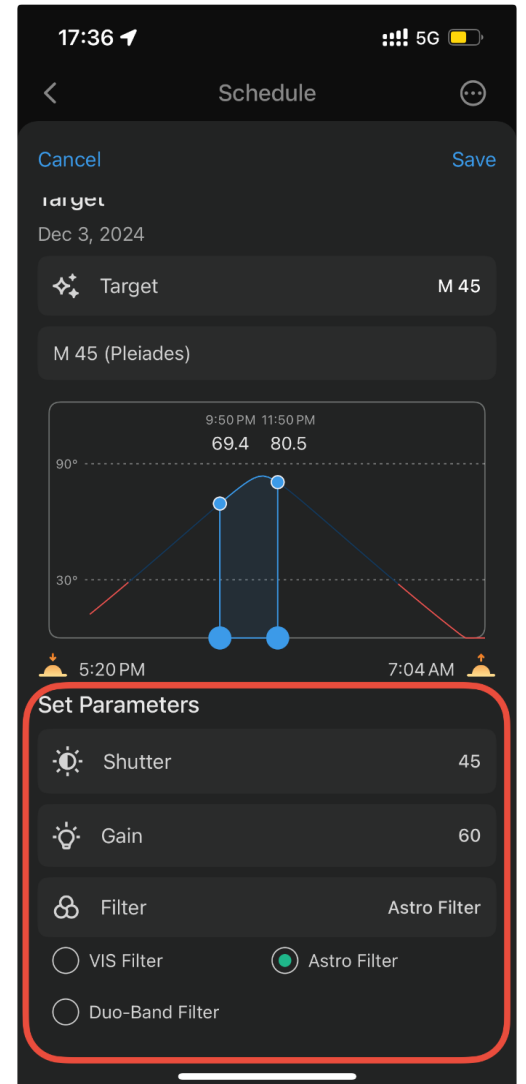 17:36
5G
Schedule
Cancel Save
Target
Dec 3, 2024
Target M 45
M 45 (Pleiades)
9:50 PM 11:50 PM
69.4 80.5
90°
30°
5:20 PM 7:04 AM
Set Parameters
Shutter 45
Gain 60
Filter Astro Filter
VIS Filter Astro Filter
Duo-Band Filter